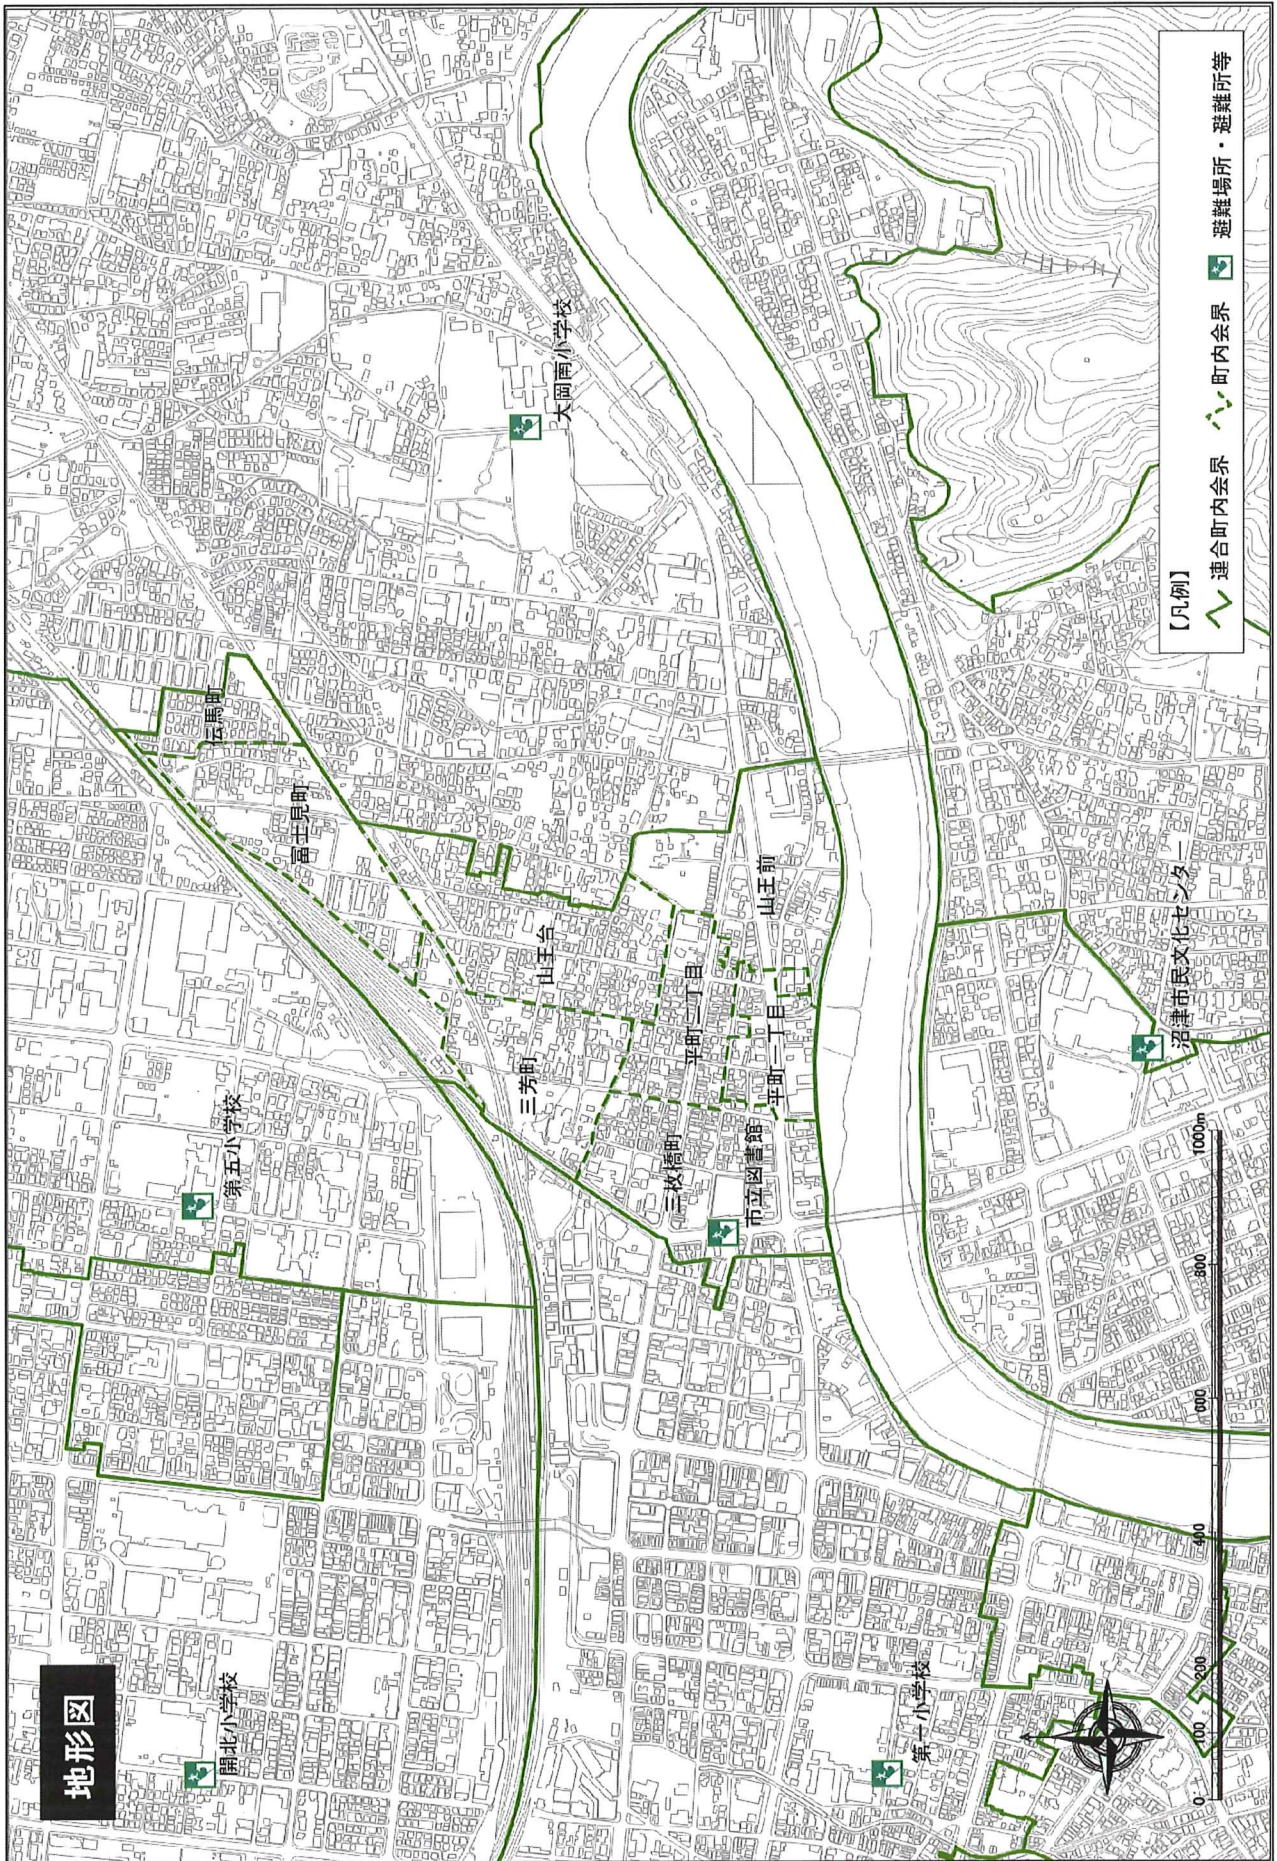 地形図
開北小学校
第五小学校
伝馬町
富士見町
大岡南小学校
三芳町
山王台
三枚橋町
平町二丁目
平町一丁目
山王前
市立図書館
第一小学校
沼津市民文化センター
【凡例】
連合町内会界
町内会界
避難場所・避難所等
0 100 200 400 600 800 1000m